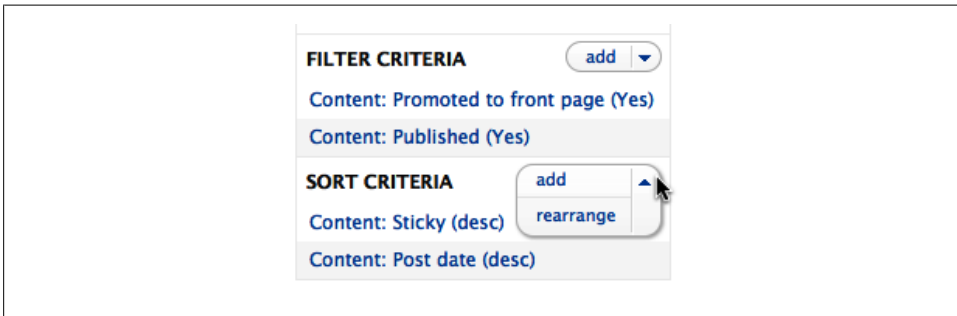 FILTER CRITERIA add
Content: Promoted to front page (Yes)
Content: Published (Yes)
SORT CRITERIA add
rearrange
Content: Sticky (desc)
Content: Post date (desc)